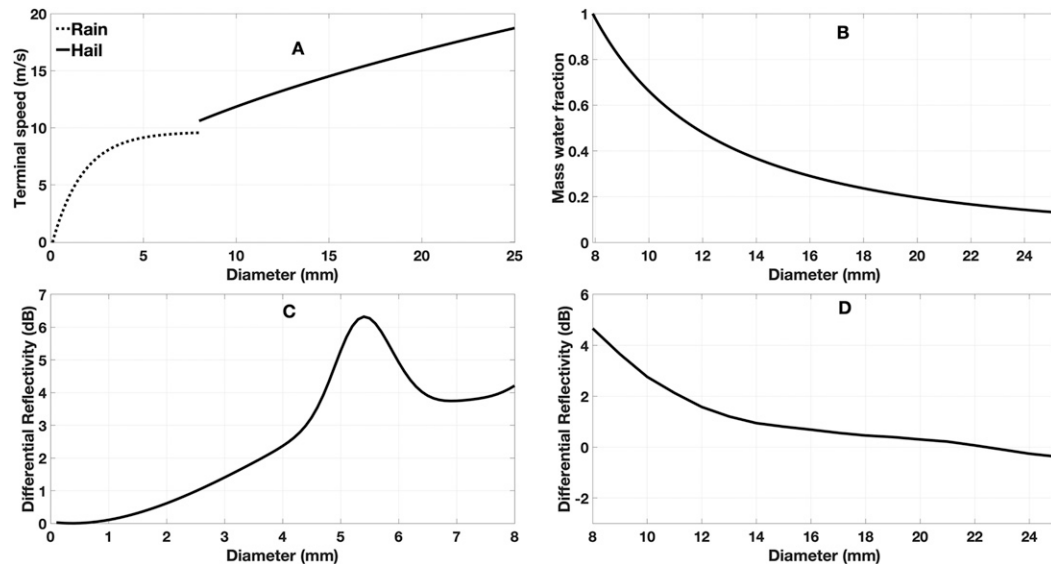 A
Rain
Hail
Terminal speed (m/s)
20
15
10
5
0
0 5 10 15 20 25
Diameter (mm)
B
Mass water fraction
1
0.8
0.6
0.4
0.2
0
8 10 12 14 16 18 20 22 24
Diameter (mm)
C
Differential Reflectivity (dB)
7
6
5
4
3
2
1
0
0 1 2 3 4 5 6 7 8
Diameter (mm)
D
Differential Reflectivity (dB)
6
4
2
0
-2
8 10 12 14 16 18 20 22 24
Diameter (mm)